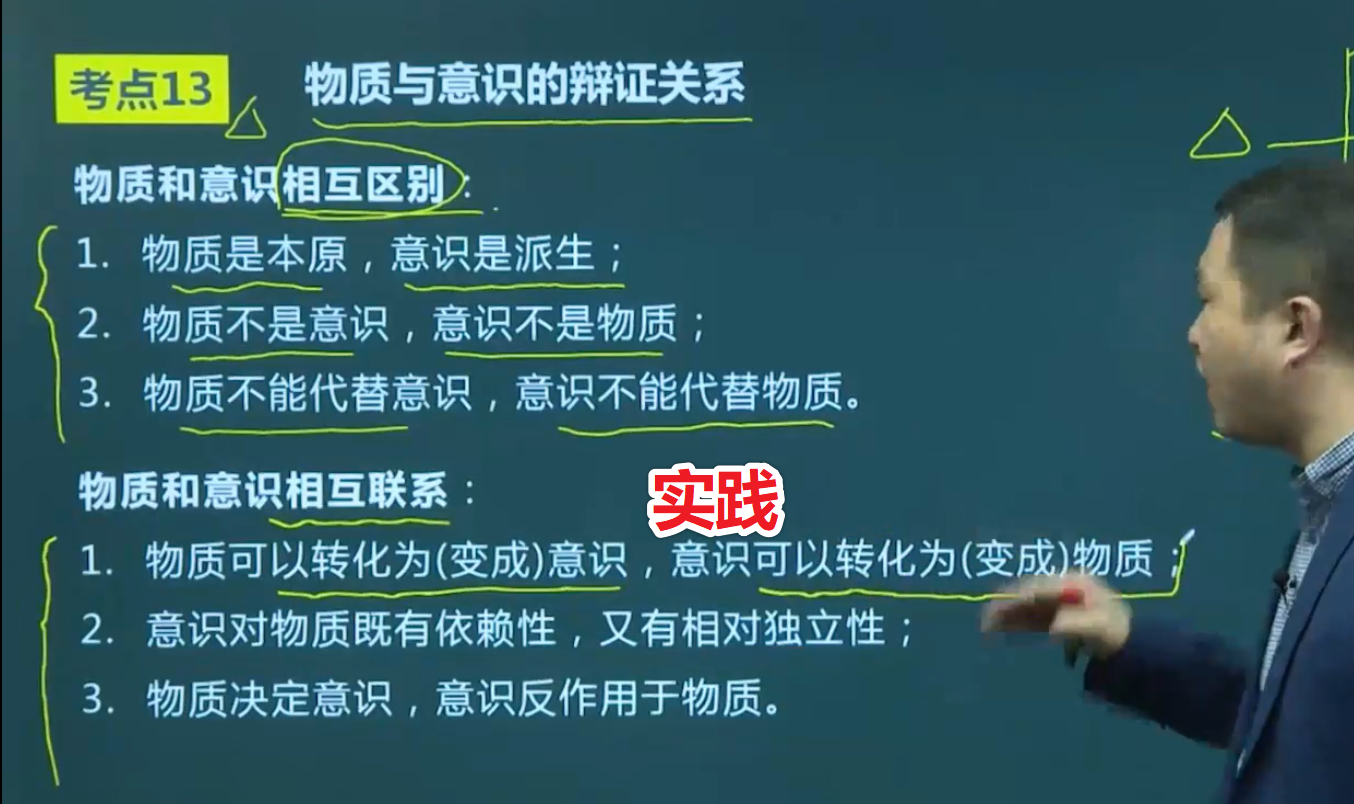 考点13 物质与意识的辩证关系
物质和意识相互区别：
1. 物质是本原，意识是派生；
2. 物质不是意识，意识不是物质；
3. 物质不能代替意识，意识不能代替物质。
物质和意识相互联系：
实践
1. 物质可以转化为(变成)意识，意识可以转化为(变成)物质；
2. 意识对物质既有依赖性，又有相对独立性；
3. 物质决定意识，意识反作用于物质。